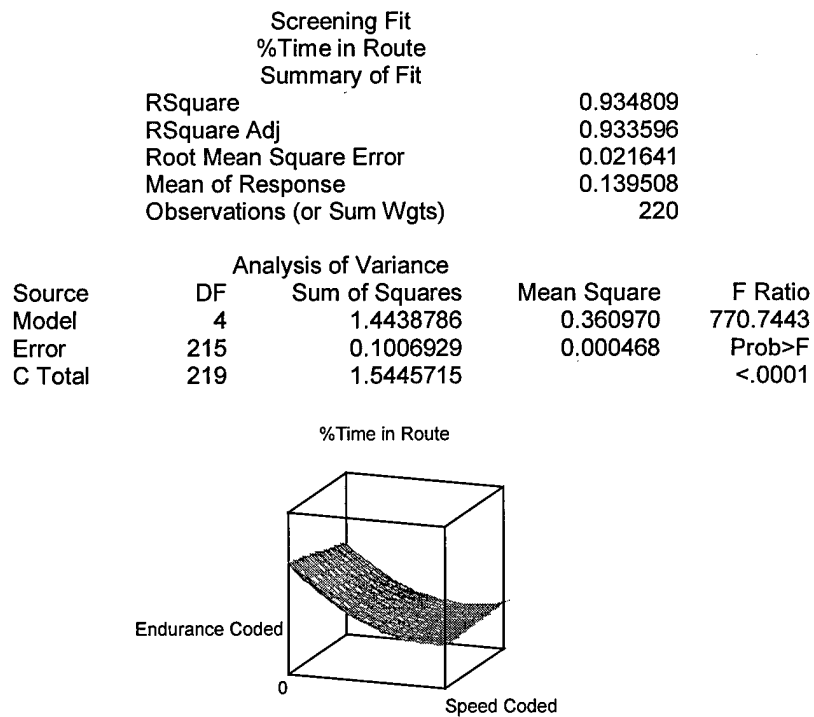 Screening Fit
%Time in Route
Summary of Fit
RSquare 0.934809
RSquare Adj 0.933596
Root Mean Square Error 0.021641
Mean of Response 0.139508
Observations (or Sum Wgts) 220
Analysis of Variance
Source DF Sum of Squares Mean Square F Ratio
Model 4 1.4438786 0.360970 770.7443
Error 215 0.1006929 0.000468 Prob>F
C Total 219 1.5445715 <.0001
%Time in Route
Endurance Coded
0
Speed Coded